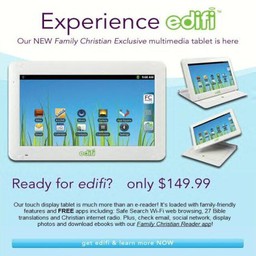 Experience edifi™
Our NEW Family Christian Exclusive multimedia tablet is here
edifi
Ready for edifi? only $149.99
Our touch display tablet is much more than an e-reader! It's loaded with family-friendly
features and FREE apps including: Safe Search Wi-Fi web browsing, 27 Bible
translations and Christian internet radio. Plus, check email, social network, display
photos and download ebooks with our Family Christian Reader app!
get edifi & learn more NOW